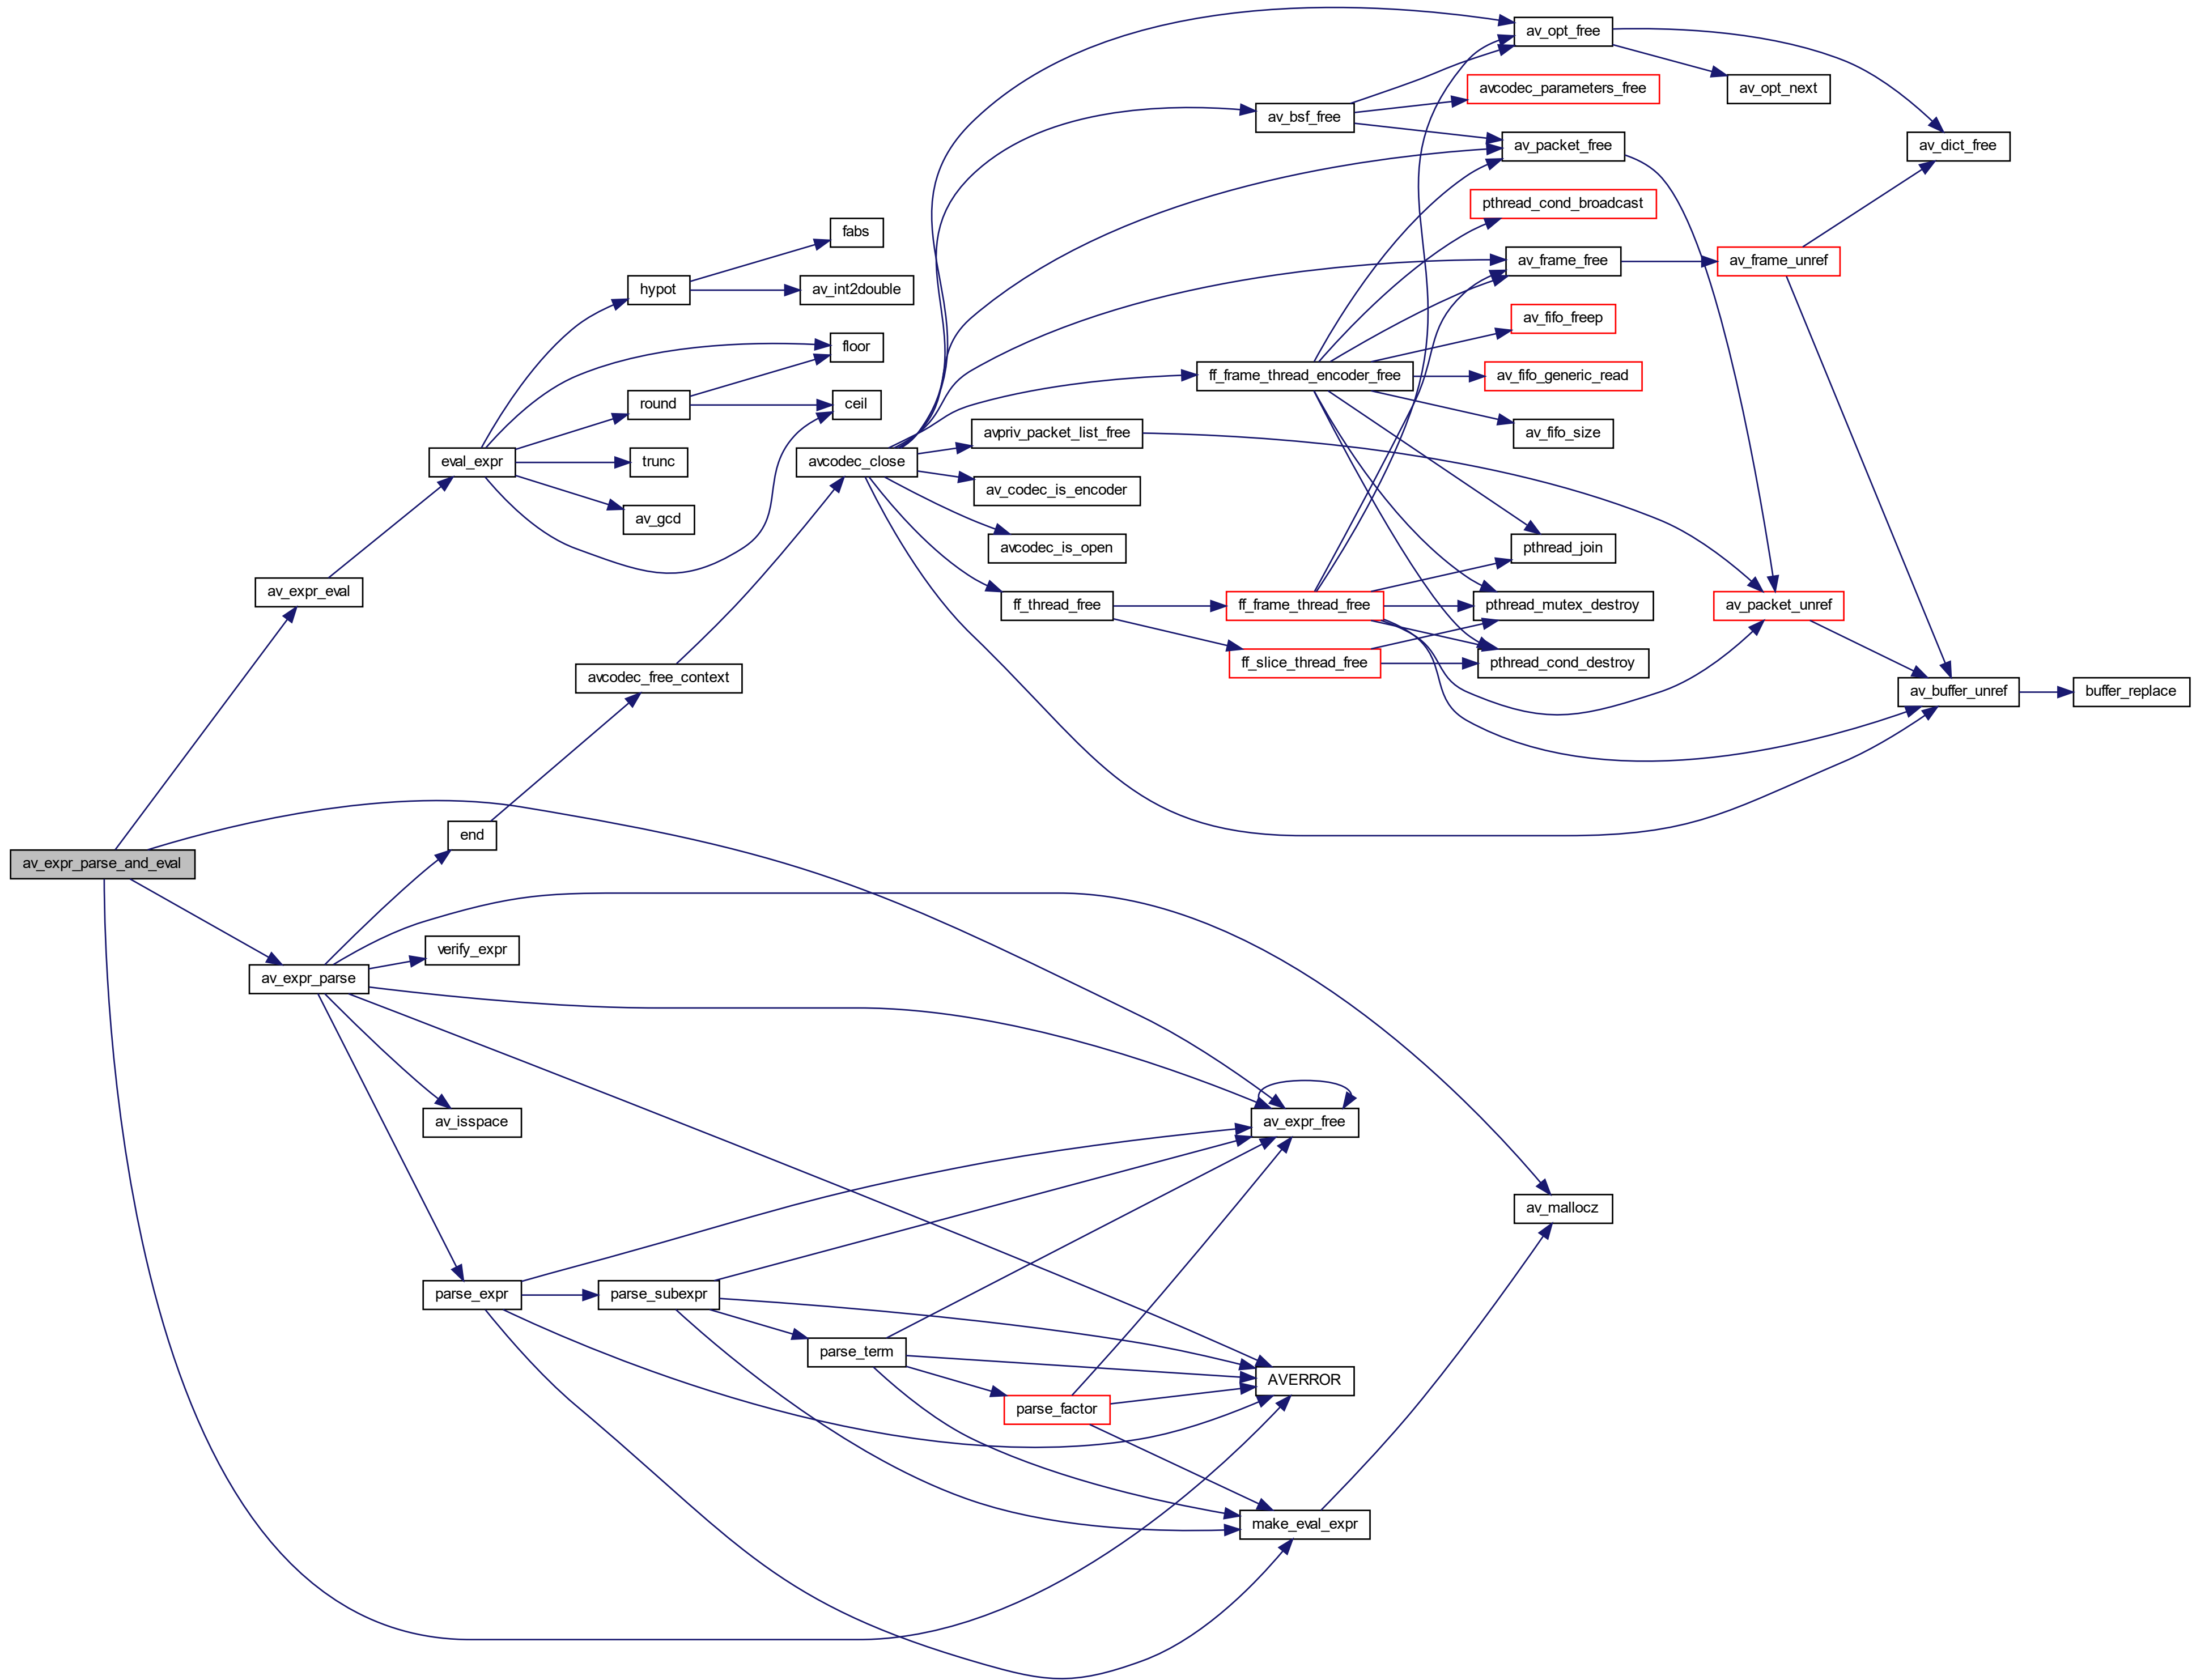 av_opt_free
avcodec_parameters_free
av_opt_next
av_bsf_free
av_packet_free
av_dict_free
pthread_cond_broadcast
fabs
av_frame_free
av_frame_unref
hypot
av_int2double
av_fifo_freep
floor
ff_frame_thread_encoder_free
av_fifo_generic_read
round
ceil
avpriv_packet_list_free
av_fifo_size
eval_expr
trunc
avcodec_close
av_codec_is_encoder
av_gcd
avcodec_is_open
pthread_join
av_expr_eval
ff_thread_free
ff_frame_thread_free
pthread_mutex_destroy
av_packet_unref
ff_slice_thread_free
pthread_cond_destroy
avcodec_free_context
av_buffer_unref
buffer_replace
end
av_expr_parse_and_eval
verify_expr
av_expr_parse
av_isspace
av_expr_free
av_mallocz
parse_expr
parse_subexpr
parse_term
AVERROR
parse_factor
make_eval_expr